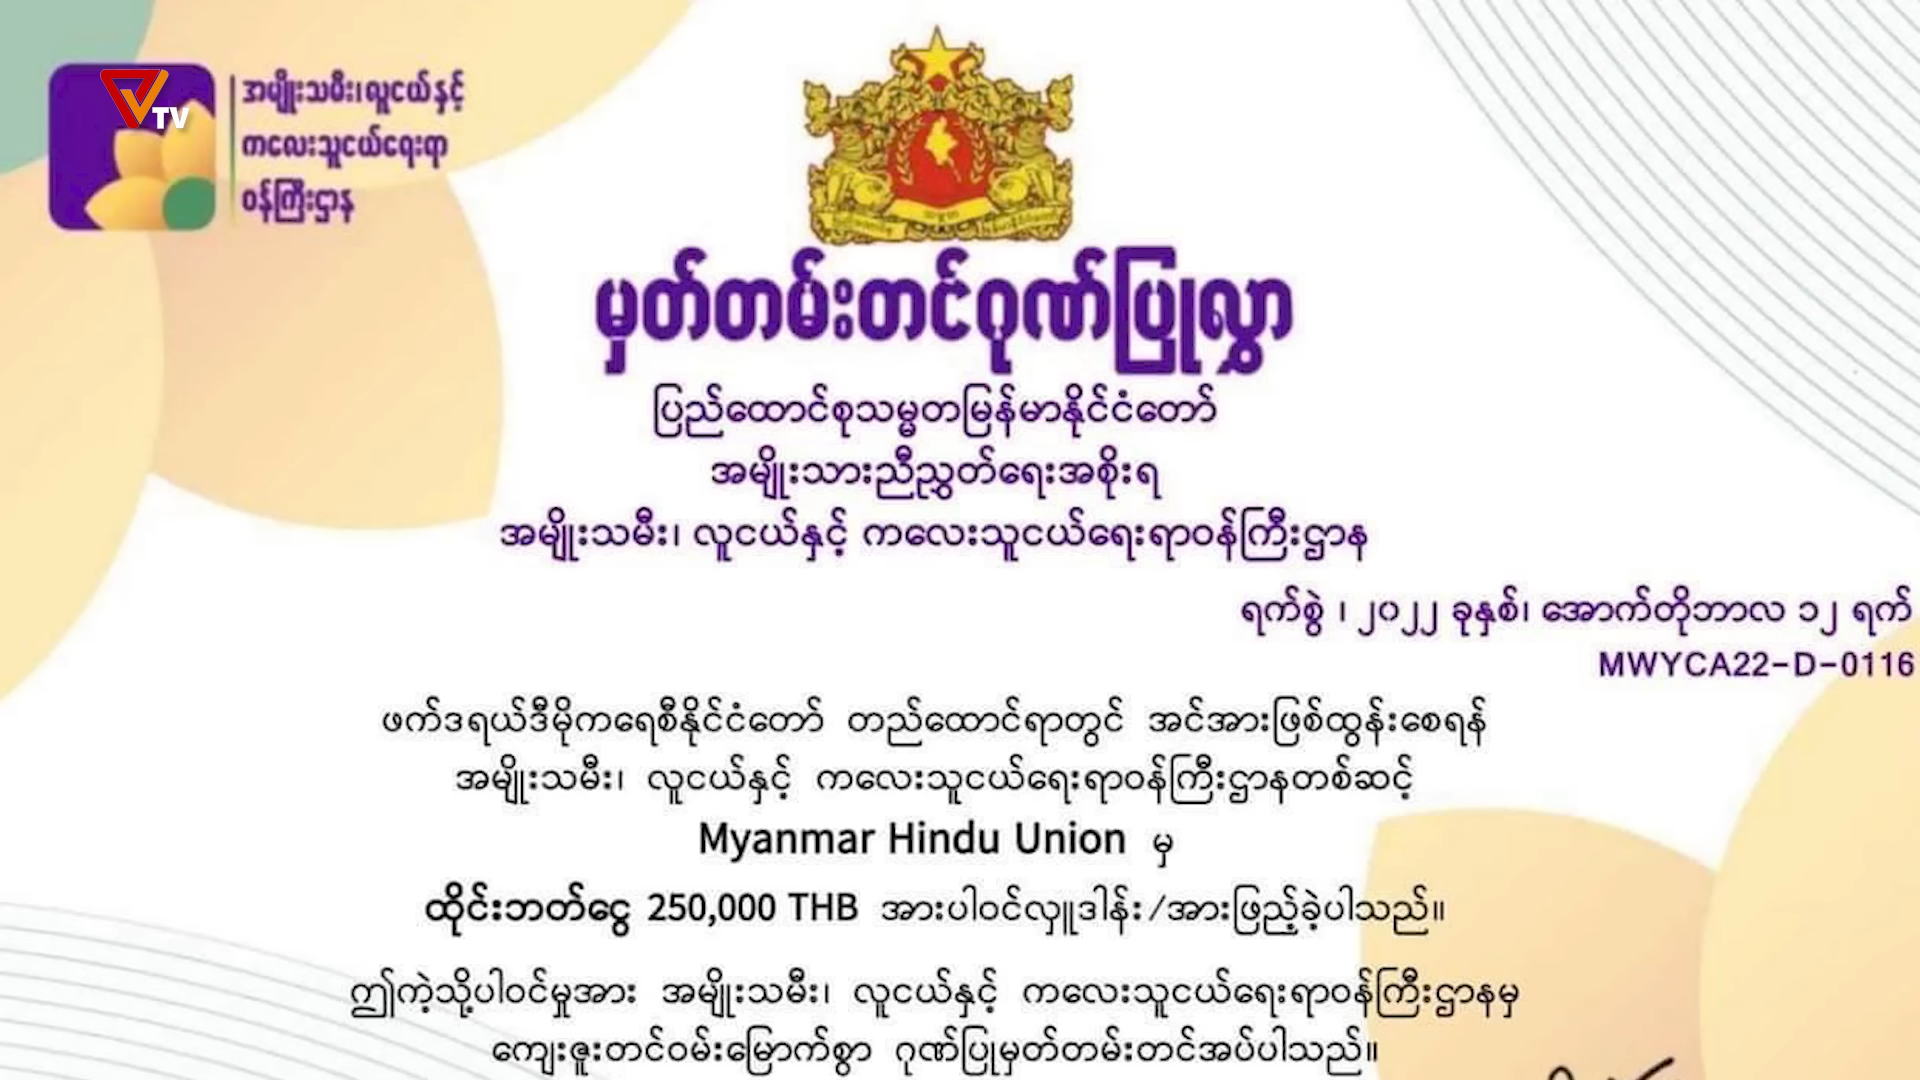 TV
အမျိုးသမီး၊လူငယ်နှင့်
ကလေးသူငယ်ရေးရာ
ဝန်ကြီးဌာန
မှတ်တမ်းတင်ဂုဏ်ပြုလွှာ
ပြည်ထောင်စုသမ္မတမြန်မာနိုင်ငံတော်
အမျိုးသားညီညွတ်ရေးအစိုးရ
အမျိုးသမီး၊ လူငယ်နှင့် ကလေးသူငယ်ရေးရာဝန်ကြီးဌာန
ရက်စွဲ ၊ ၂၀၂၂ ခုနှစ်၊ အောက်တိုဘာလ ၁၂ ရက်
MWYCA22-D-0116
ဖက်ဒရယ်ဒီမိုကရေစီနိုင်ငံတော် တည်ထောင်ရာတွင် အင်အားဖြစ်ထွန်းစေရန်
အမျိုးသမီး၊ လူငယ်နှင့် ကလေးသူငယ်ရေးရာဝန်ကြီးဌာနတစ်ဆင့်
Myanmar Hindu Union မှ
ထိုင်းဘတ်ငွေ 250,000 THB အားပါဝင်လှူဒါန်း/အားဖြည့်ခဲ့ပါသည်။
ဤကဲ့သို့ပါဝင်မှုအား အမျိုးသမီး၊ လူငယ်နှင့် ကလေးသူငယ်ရေးရာဝန်ကြီးဌာနမှ
ကျေးဇူးတင်ဝမ်းမြောက်စွာ ဂုဏ်ပြုမှတ်တမ်းတင်အပ်ပါသည်။